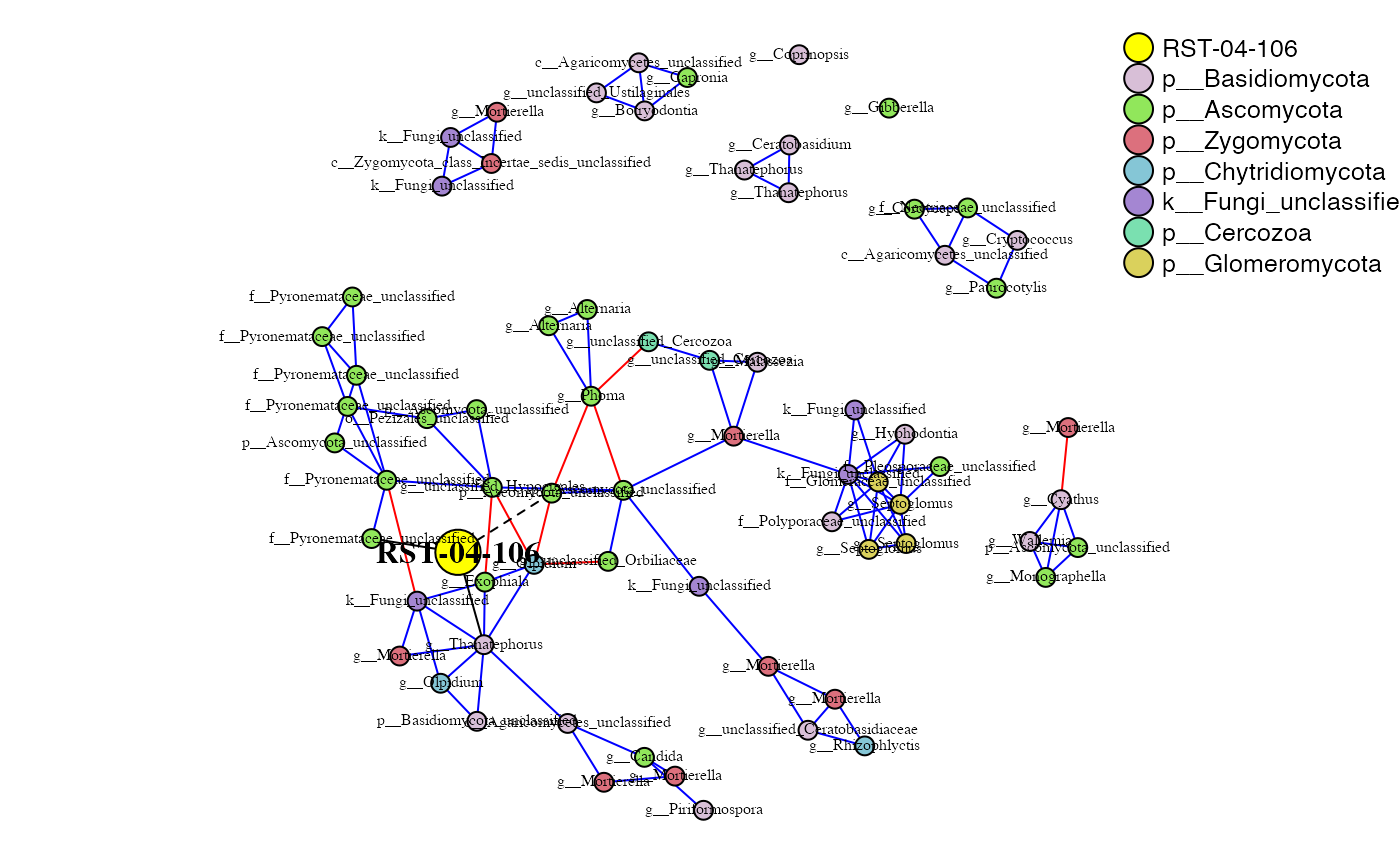 RST-04-106
p__Basidiomycota
p__Ascomycota
p__Zygomycota
p__Chytridiomycota
k__Fungi_unclassifie
p__Cercozoa
p__Glomeromycota
g__Coprinopsis
c__Agaricomycetes_unclassified
g__Capronia
g__unclassified_Ustilaginales
g__Botryodontia
g__Gibberella
g__Mortierella
k__Fungi_unclassified
g__Ceratobasidium
c__Zygomycota_class_incertae_sedis_unclassified
g__Thanatephorus
k__Fungi_unclassified
g__Thanatephorus
f__Nectriaceae_unclassified
g__Cryptococcus
c__Agaricomycetes_unclassified
g__Paurocotylis
f__Pyronemataceae_unclassified
g__Alternaria
g__Alternaria
f__Pyronemataceae_unclassified
g__unclassified_Cercozoa
g__unclassified_Cercozoa
g__Malassezia
f__Pyronemataceae_unclassified
g__Phoma
f__Pyronemataceae_unclassified
p__Ascomycota_unclassified
k__Fungi_unclassified
o__Pezizales_unclassified
g__Mortierella
g__Mortierella
g__Hyphodontia
p__Ascomycota_unclassified
f__Pleosporaceae_unclassified
k__Fungi_unclassified
f__Pyronemataceae_unclassified
f__Glomeraceae_unclassified
g__unclassified_Hypocreales
p__Ascomycota_unclassified
p__Ascomycota_unclassified
g__Cyathus
g__Septoglomus
f__Polyporaceae_unclassified
f__Pyronemataceae_unclassified
g__Wallemia
g__Septoglomus
g__Septoglomus
p__Ascomycota_unclassified
RST-04-106
g__Olpidium
g__unclassified_Orbiliaceae
g__Monographella
g__Exophiala
k__Fungi_unclassified
k__Fungi_unclassified
g__Thanatephorus
g__Mortierella
g__Mortierella
g__Olpidium
g__Mortierella
p__Basidiomycota_unclassified
c__Agaricomycetes_unclassified
g__unclassified_Ceratobasidiaceae
g__Rhizophlyctis
g__Candida
g__Mortierella
g__Mortierella
g__Piriformospora